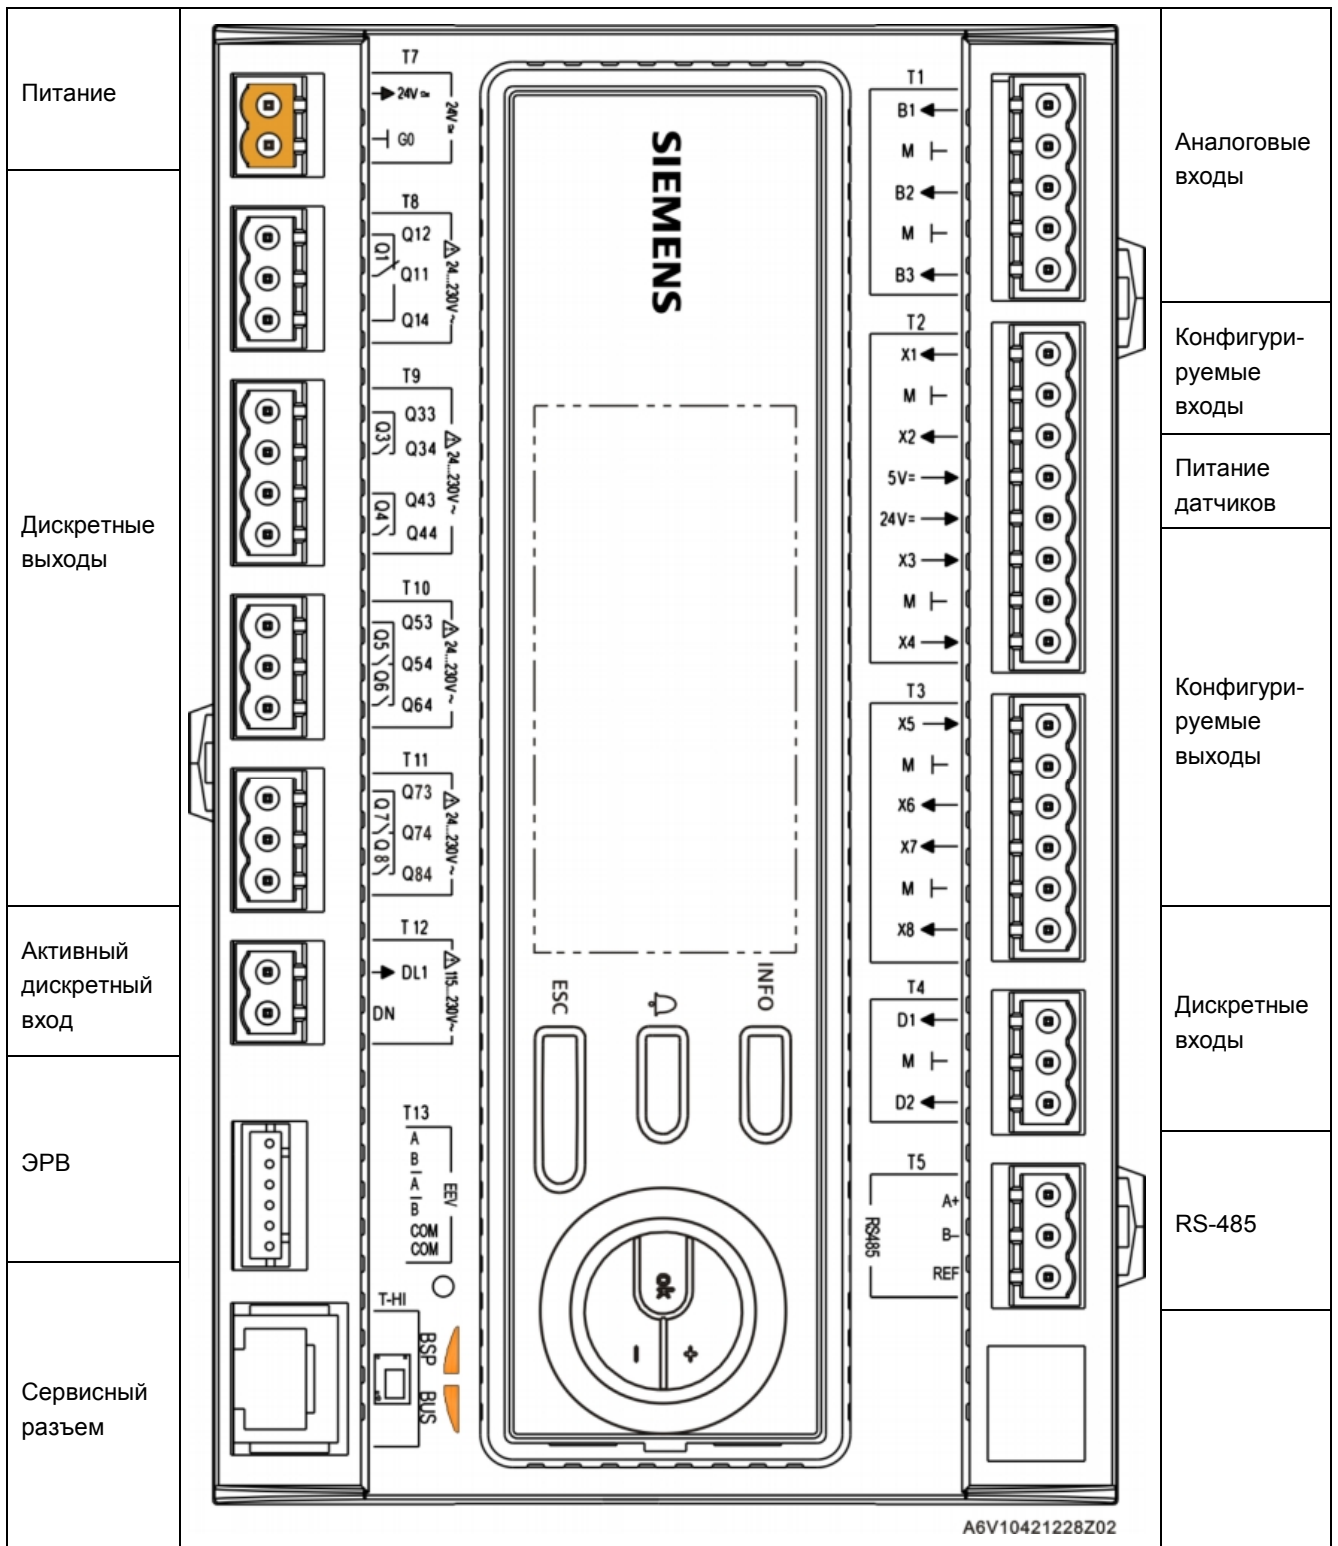 Питание
Дискретные
выходы
Активный
дискретный
вход
ЭРВ
Сервисный
разъем
T7
24V ≃
G0
24V ≃
T8
Q1
Q12
Q11
Q14
24...230V~
T9
Q3
Q33
Q34
Q4
Q43
Q44
24...230V~
T10
Q5
Q6
Q53
Q54
Q64
24...230V~
T11
Q7
Q8
Q73
Q74
Q84
24...230V~
T12
DL1
DN
115...230V~
T13
A
B
A
B
COM
COM
EEV
T-HI
BSP
BUS
SIEMENS
ESC
INFO
ok
−
+
T1
B1
M
B2
M
B3
T2
X1
M
X2
5V=
24V=
X3
M
X4
T3
X5
M
X6
X7
M
X8
T4
D1
M
D2
T5
RS485
A+
B−
REF
Аналоговые
входы
Конфигури-
руемые
входы
Питание
датчиков
Конфигури-
руемые
выходы
Дискретные
входы
RS-485
A6V10421228Z02